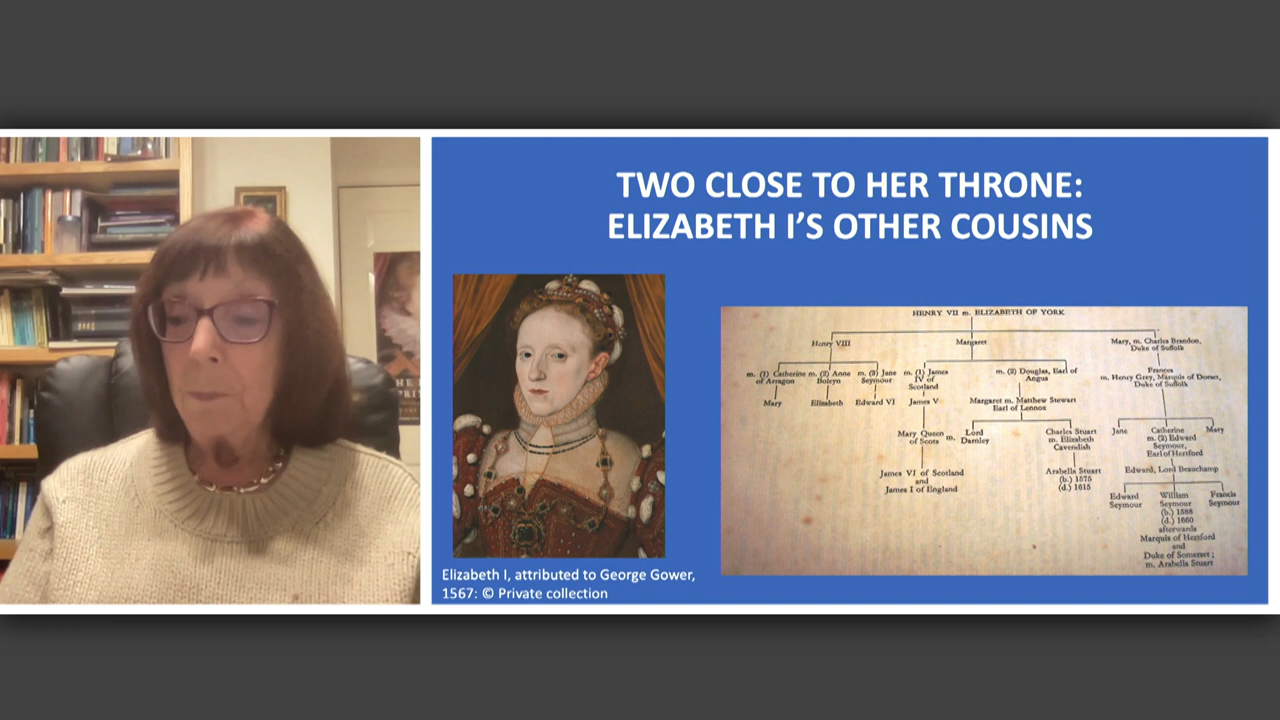 TWO CLOSE TO HER THRONE:
ELIZABETH I'S OTHER COUSINS
HENRY VII m. ELIZABETH OF YORK
Henry VIII
Margaret
Mary, m. Charles Brandon,
Duke of Suffolk
m. (1) Catherine
of Arragon
m. (2) Anne
Boleyn
m. (3) Jane
Seymour
m. (1) James
IV of
Scotland
m. (2) Douglas, Earl of
Angus
Frances
m. Henry Grey, Marquis of Dorset,
Duke of Suffolk
Mary
Elizabeth
Edward VI
James V
Margaret m. Matthew Stewart
Earl of Lennox
Mary Queen
of Scots
m.
Lord
Darnley
Charles Stuart
m. Elizabeth
Cavendish
Jane
Catherine
m. (2) Edward
Seymour,
Earl of Hertford
Mary
James VI of Scotland
and
James I of England
Arabella Stuart
(b.) 1575
(d.) 1615
Edward, Lord Beauchamp
Edward
Seymour
William
Seymour
(b.) 1588
(d.) 1660
afterwards
Marquis of Hertford
and
Duke of Somerset;
m. Arabella Stuart
Francis
Seymour
Elizabeth I, attributed to George Gower,
1567: © Private collection